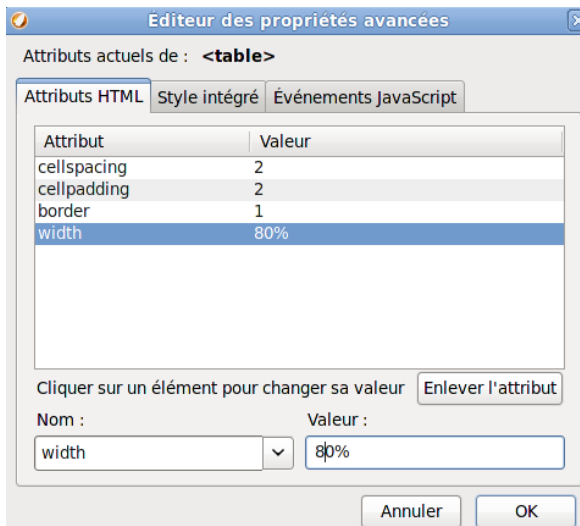 Éditeur des propriétés avancées
Attributs actuels de : <table>
Attributs HTML Style intégré Événements JavaScript
Attribut Valeur
cellspacing 2
cellpadding 2
border 1
width 80%
Cliquer sur un élément pour changer sa valeur Enlever l'attribut
Nom : Valeur :
width 80%
Annuler OK